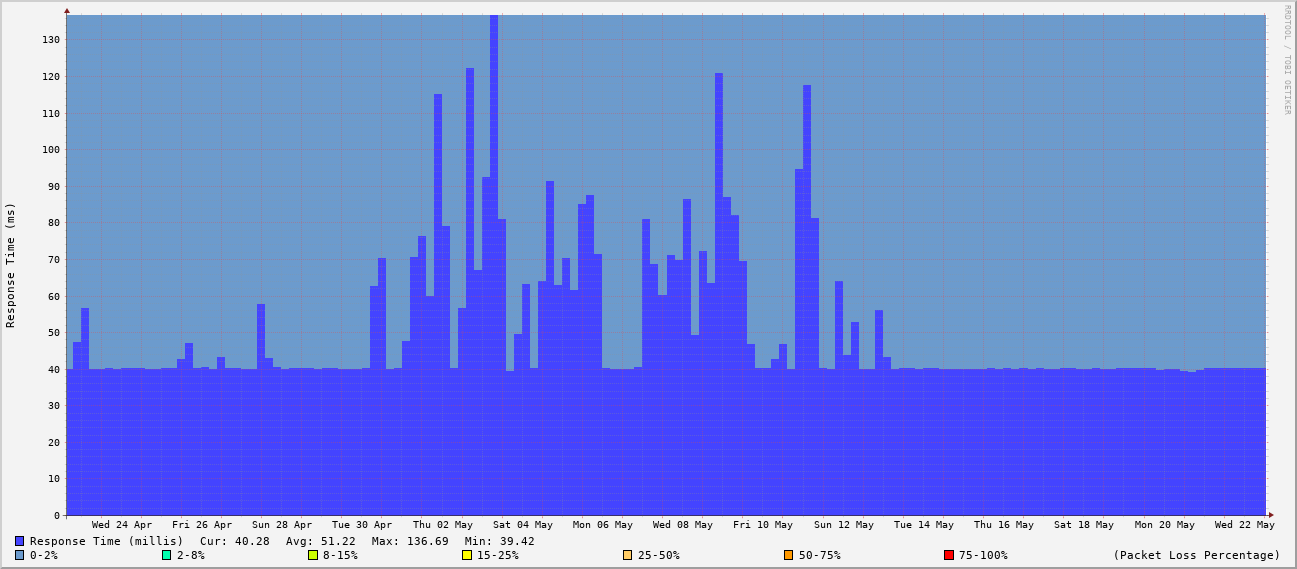 RRDTOOL / TOBI OETIKER
Response Time (ms)
130
120
110
100
90
80
70
60
50
40
30
20
10
0
Wed 24 Apr Fri 26 Apr Sun 28 Apr Tue 30 Apr Thu 02 May Sat 04 May Mon 06 May Wed 08 May Fri 10 May Sun 12 May Tue 14 May Thu 16 May Sat 18 May Mon 20 May Wed 22 May
Response Time (millis) Cur: 40.28 Avg: 51.22 Max: 136.69 Min: 39.42
0-2% 2-8% 8-15% 15-25% 25-50% 50-75% 75-100% (Packet Loss Percentage)